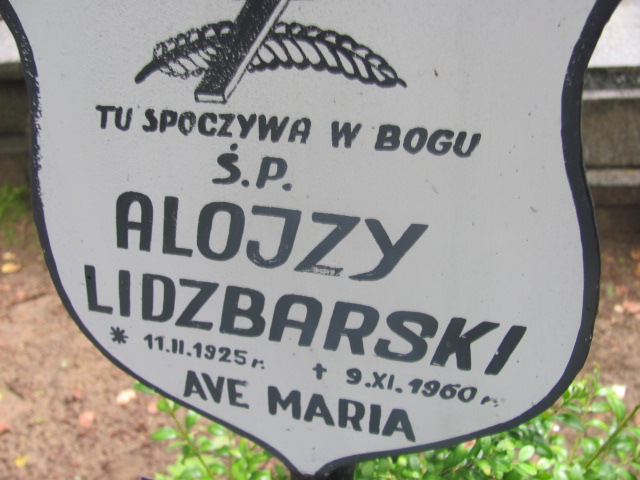 TU SPOCZYWA W BOGU
Ś.P.
ALOJZY
LIDZBARSKI
* 11.II.1925 r. † 9.XI.1960 r.
AVE MARIA